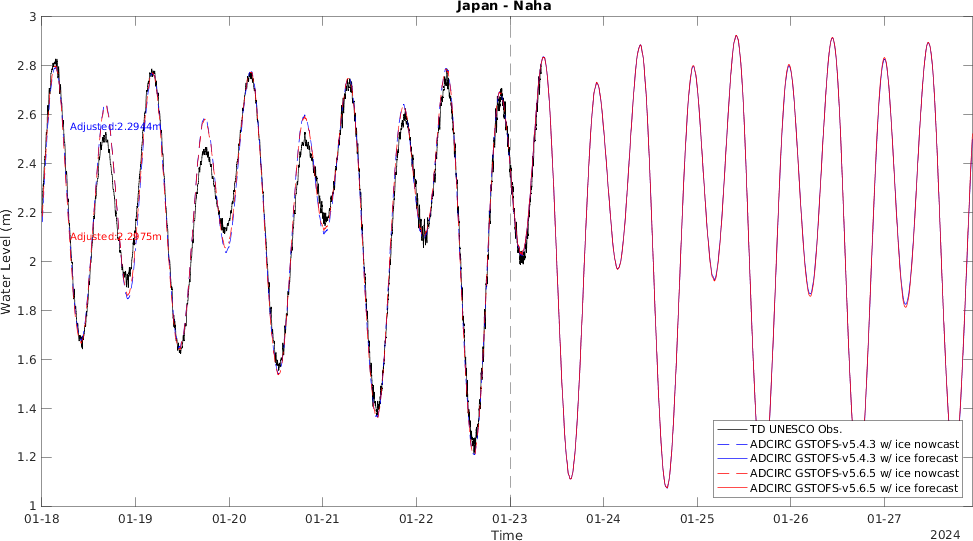 Japan - Naha
3
2.8
2.6
2.4
2.2
2
1.8
1.6
1.4
1.2
1
Water Level (m)
Adjusted:2.2944m
Adjusted:2.2975m
TD UNESCO Obs.
ADCIRC GSTOFS-v5.4.3 w/ ice nowcast
ADCIRC GSTOFS-v5.4.3 w/ ice forecast
ADCIRC GSTOFS-v5.6.5 w/ ice nowcast
ADCIRC GSTOFS-v5.6.5 w/ ice forecast
01-18 01-19 01-20 01-21 01-22 01-23 01-24 01-25 01-26 01-27
Time
2024